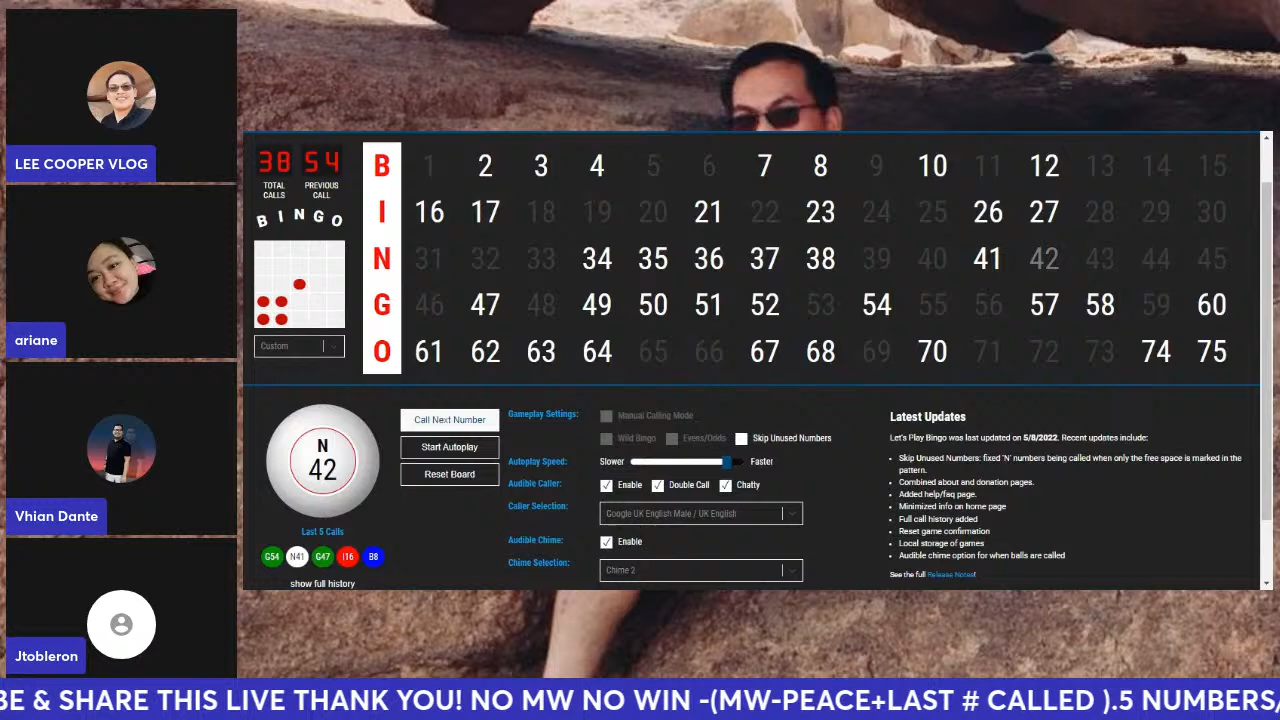 LEE COOPER VLOG
ariane
Vhian Dante
Jtobleron
38 54
TOTAL CALLS
PREVIOUS CALL
B I N G O
Custom
B 1 2 3 4 5 6 7 8 9 10 11 12 13 14 15
I 16 17 18 19 20 21 22 23 24 25 26 27 28 29 30
N 31 32 33 34 35 36 37 38 39 40 41 42 43 44 45
G 46 47 48 49 50 51 52 53 54 55 56 57 58 59 60
O 61 62 63 64 65 66 67 68 69 70 71 72 73 74 75
N
42
Last 5 Calls
G54 N41 G47 I16 B8
show full history
Call Next Number
Start Autoplay
Reset Board
Gameplay Settings:
Manual Calling Mode
Wild Bingo Evens/Odds Skip Unused Numbers
Autoplay Speed: Slower Faster
Audible Caller: Enable Double Call Chatty
Caller Selection: Google UK English Male / UK English
Audible Chime: Enable
Chime Selection: Chime 2
Latest Updates
Let's Play Bingo was last updated on 5/8/2022. Recent updates include:
Skip Unused Numbers: fixed 'N' numbers being called when only the free space is marked in the
pattern.
Combined about and donation pages.
Added help/faq page.
Minimized info on home page
Full call history added
Reset game confirmation
Local storage of games
Audible chime option for when balls are called
See the full Release Notes!
BE & SHARE THIS LIVE THANK YOU! NO MW NO WIN -(MW-PEACE+LAST # CALLED ).5 NUMBERS/